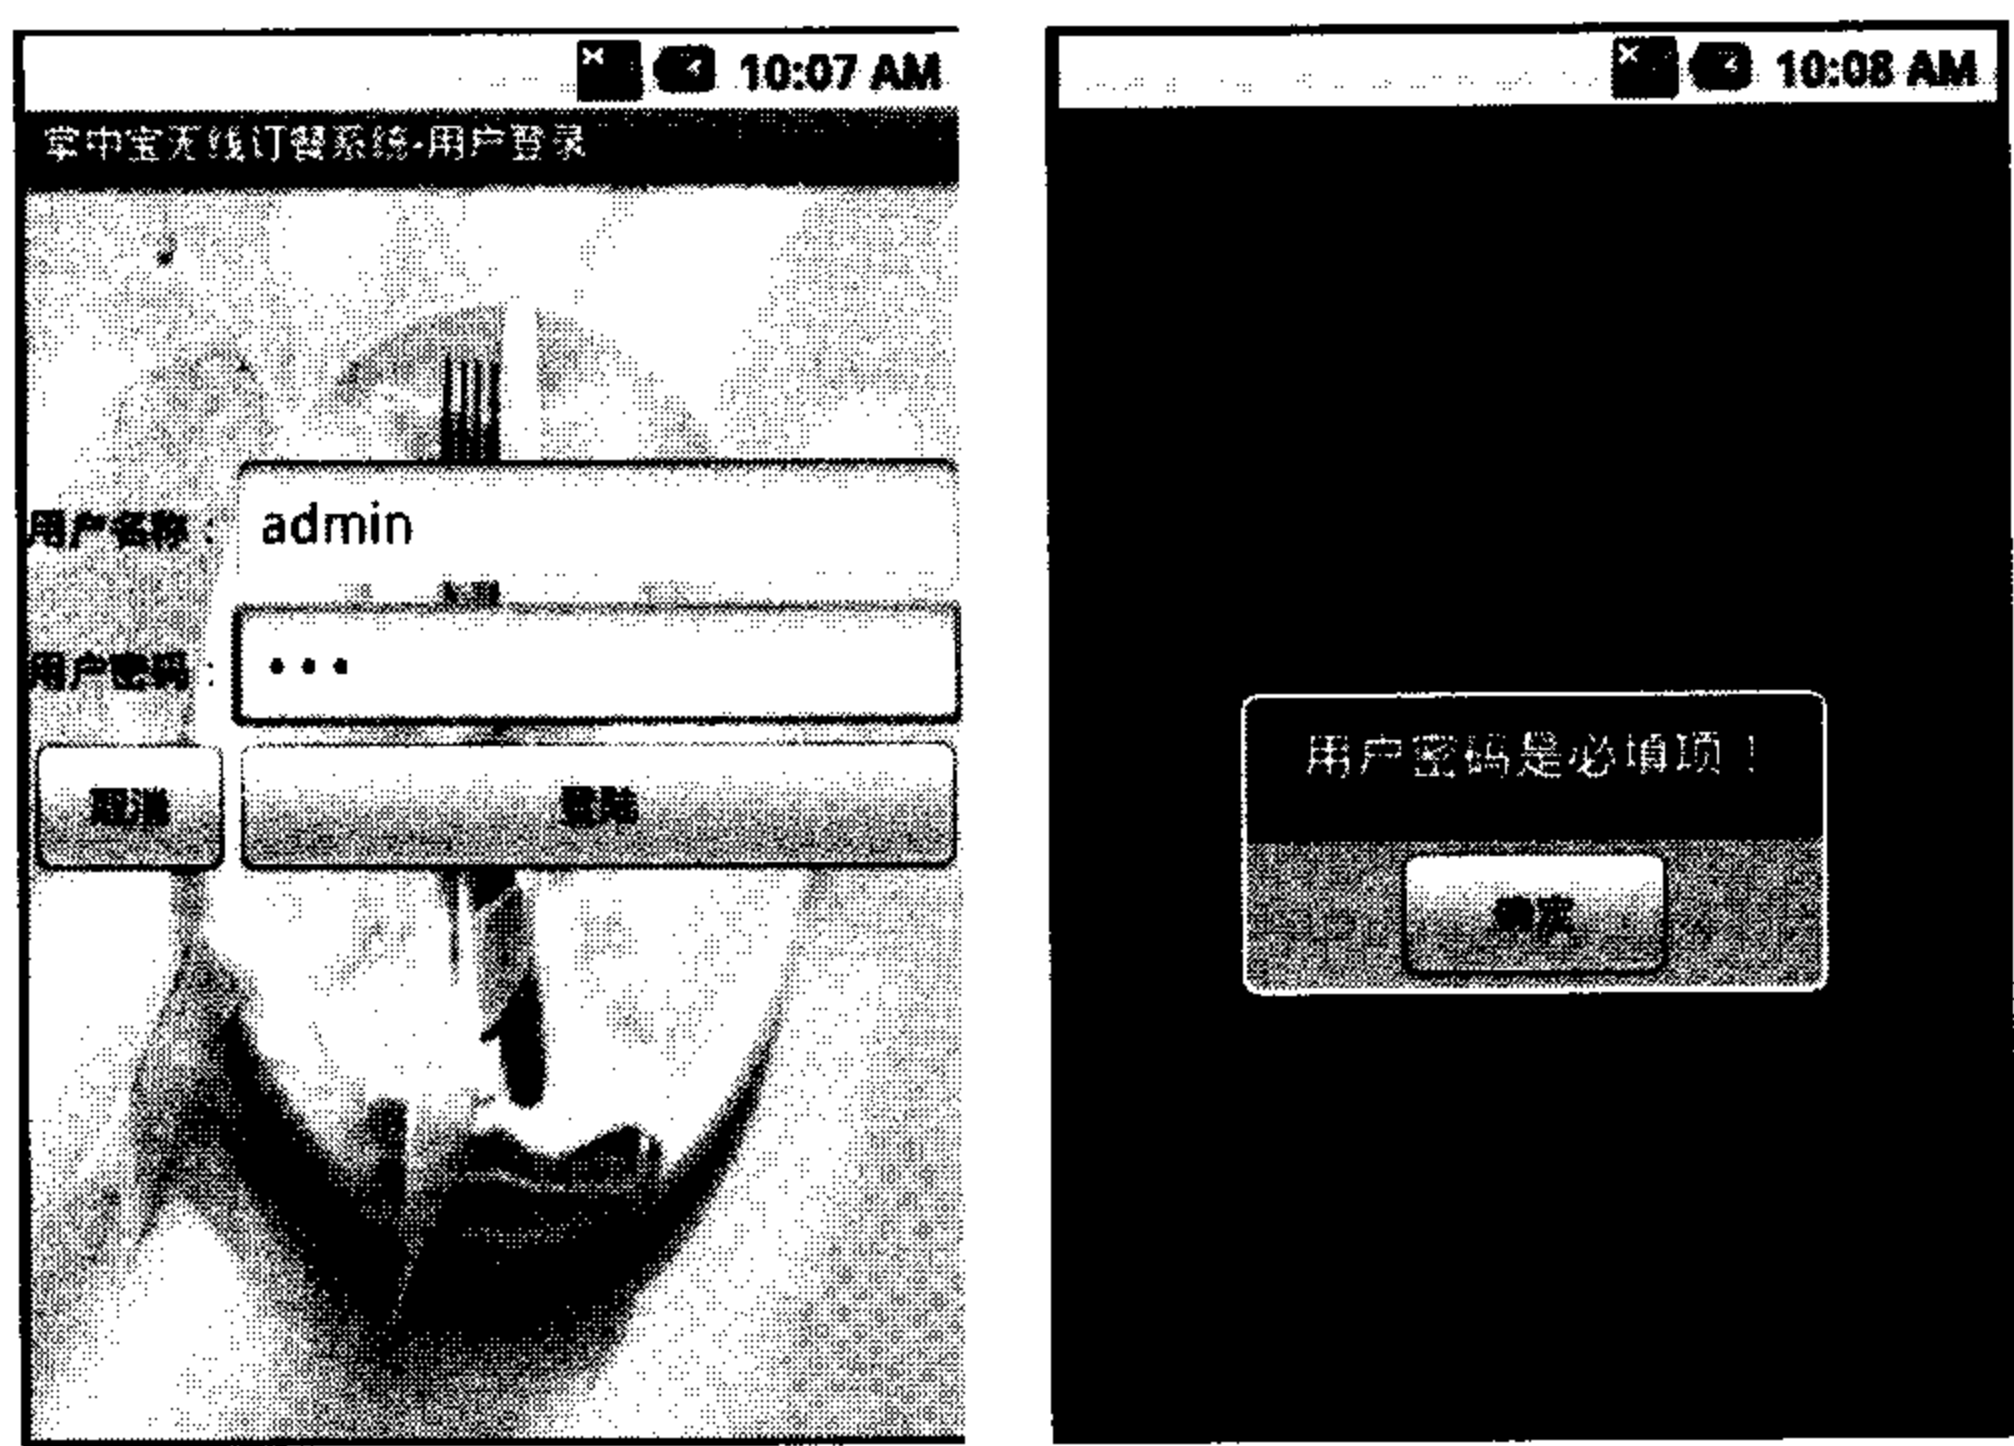 10:07 AM
掌中宝无线订餐系统-用户登录
用户名称： admin
用户密码： •••
取消 登陆
10:08 AM
用户密码是必填项！
确定